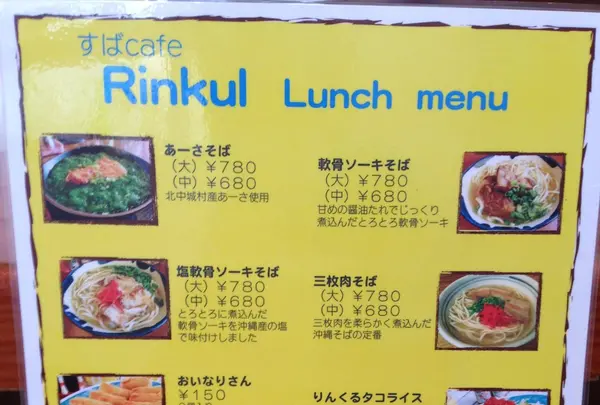 すばcafe
Rinkul Lunch menu
あーさそば
（大）￥780
（中）￥680
北中城村産あーさ使用
軟骨ソーキそば
（大）￥780
（中）￥680
甘めの醤油たれでじっくり
煮込んだとろとろ軟骨ソーキ
塩軟骨ソーキそば
（大）￥780
（中）￥680
とろとろに煮込んだ
軟骨ソーキを沖縄産の塩
で味付けしました
三枚肉そば
（大）￥780
（中）￥680
三枚肉を柔らかく煮込んだ
沖縄そばの定番
おいなりさん
￥150
りんくるタコライス